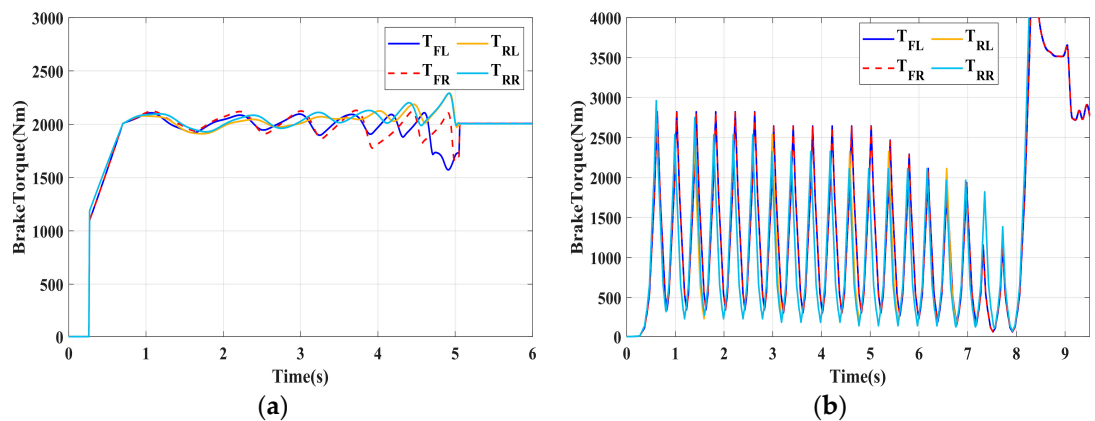 3000
2500
2000
1500
1000
500
0
BrakeTorque(Nm)
T_FL T_RL
T_FR T_RR
0 1 2 3 4 5 6
Time(s)
(a)
4000
3500
3000
2500
2000
1500
1000
500
0
BrakeTorque(Nm)
T_FL T_RL
T_FR T_RR
0 1 2 3 4 5 6 7 8 9
Time(s)
(b)